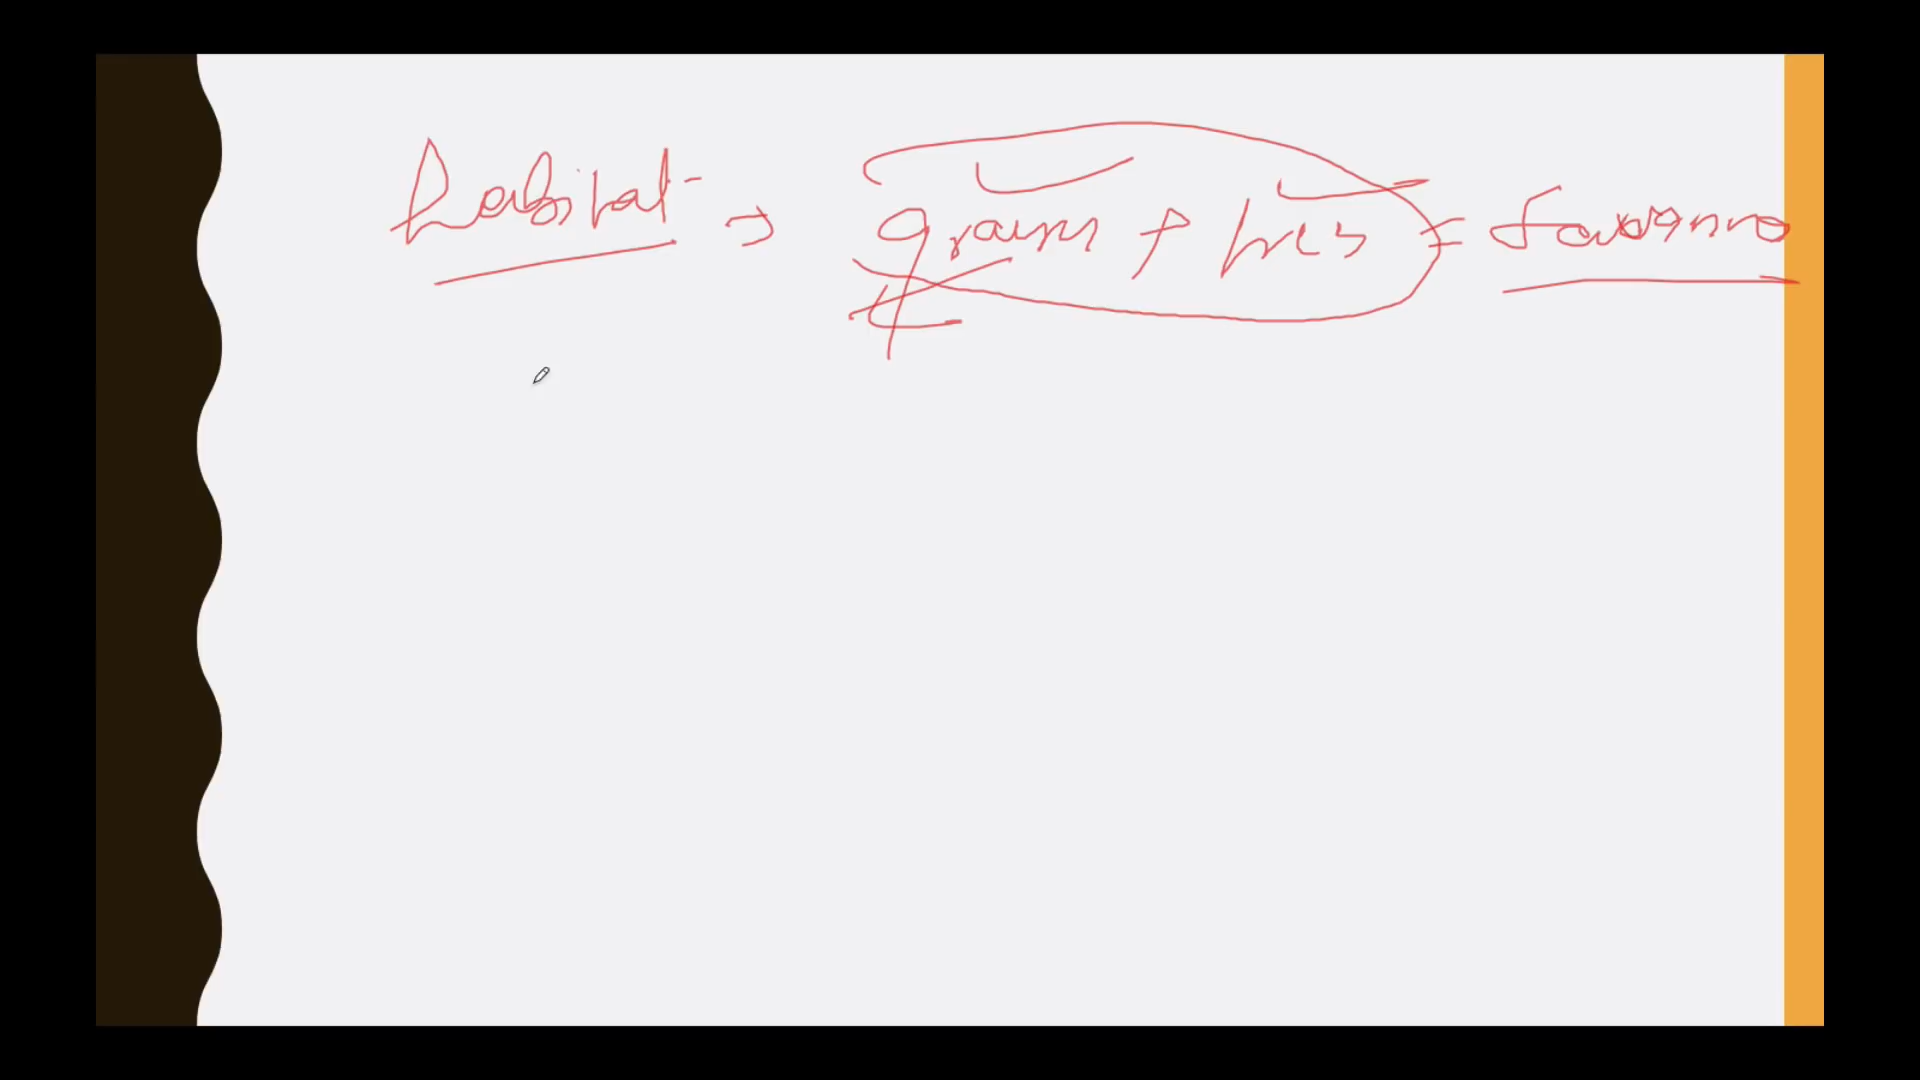 habitat → grass + trees = Savanna